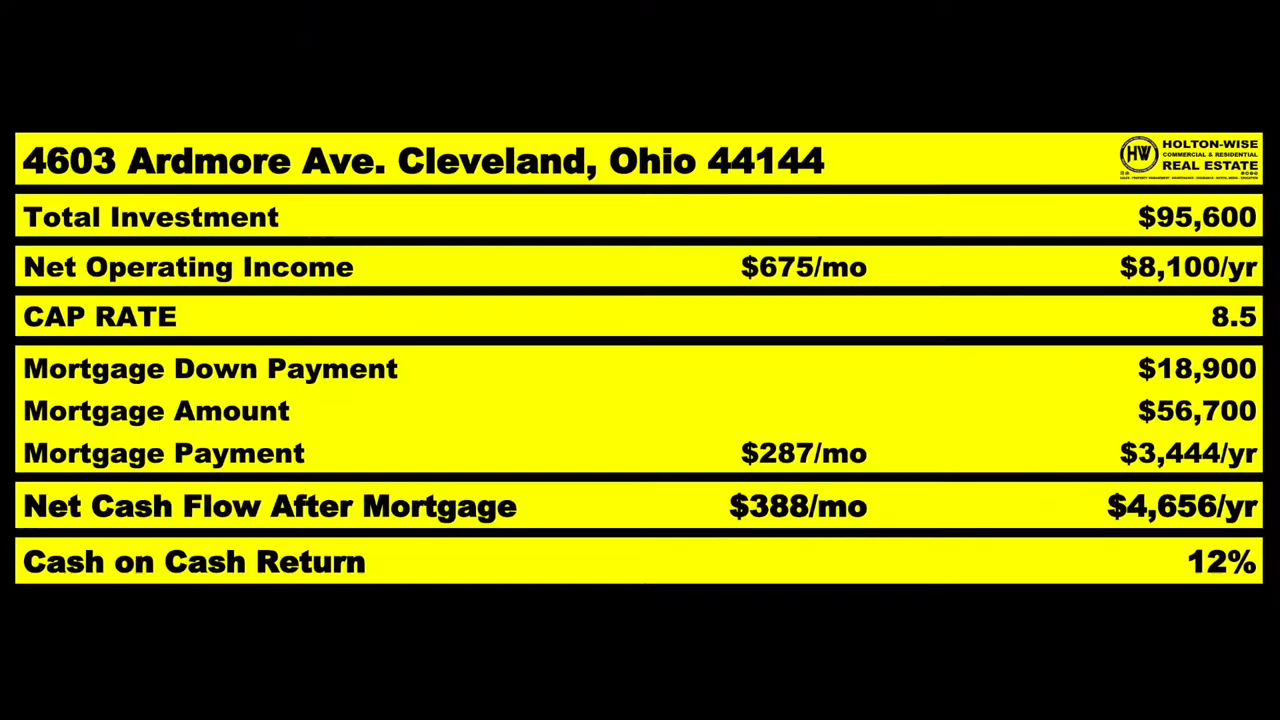 4603 Ardmore Ave. Cleveland, Ohio 44144
HW HOLTON-WISE
COMMERCIAL & RESIDENTIAL
REAL ESTATE
Total Investment $95,600
Net Operating Income $675/mo $8,100/yr
CAP RATE 8.5
Mortgage Down Payment $18,900
Mortgage Amount $56,700
Mortgage Payment $287/mo $3,444/yr
Net Cash Flow After Mortgage $388/mo $4,656/yr
Cash on Cash Return 12%